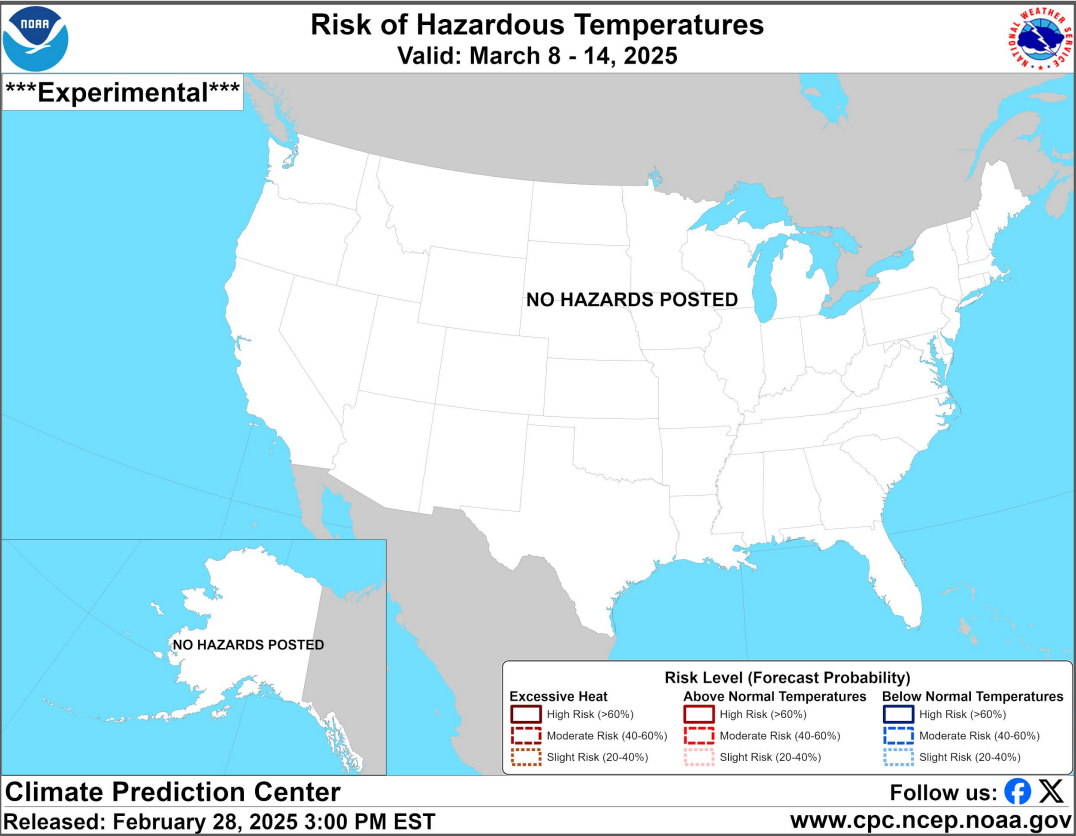 NOAA
Risk of Hazardous Temperatures
Valid: March 8 - 14, 2025
NATIONAL WEATHER SERVICE
***Experimental***
NO HAZARDS POSTED
NO HAZARDS POSTED
Risk Level (Forecast Probability)
Excessive Heat Above Normal Temperatures Below Normal Temperatures
High Risk (>60%) High Risk (>60%) High Risk (>60%)
Moderate Risk (40-60%) Moderate Risk (40-60%) Moderate Risk (40-60%)
Slight Risk (20-40%) Slight Risk (20-40%) Slight Risk (20-40%)
Climate Prediction Center
Follow us:
Released: February 28, 2025 3:00 PM EST
www.cpc.ncep.noaa.gov